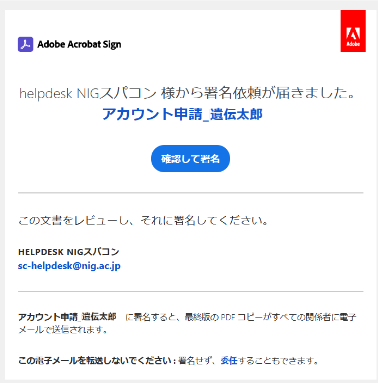 Adobe Acrobat Sign
Adobe
helpdesk NIGスパコン 様から署名依頼が届きました。
アカウント申請_遺伝太郎
確認して署名
この文書をレビューし、それに署名してください。
HELPDESK NIGスパコン
sc-helpdesk@nig.ac.jp
アカウント申請_遺伝太郎 に署名すると、最終版の PDF コピーがすべての関係者に電子
メールで送信されます。
この電子メールを転送しないでください：署名せず、委任することもできます。